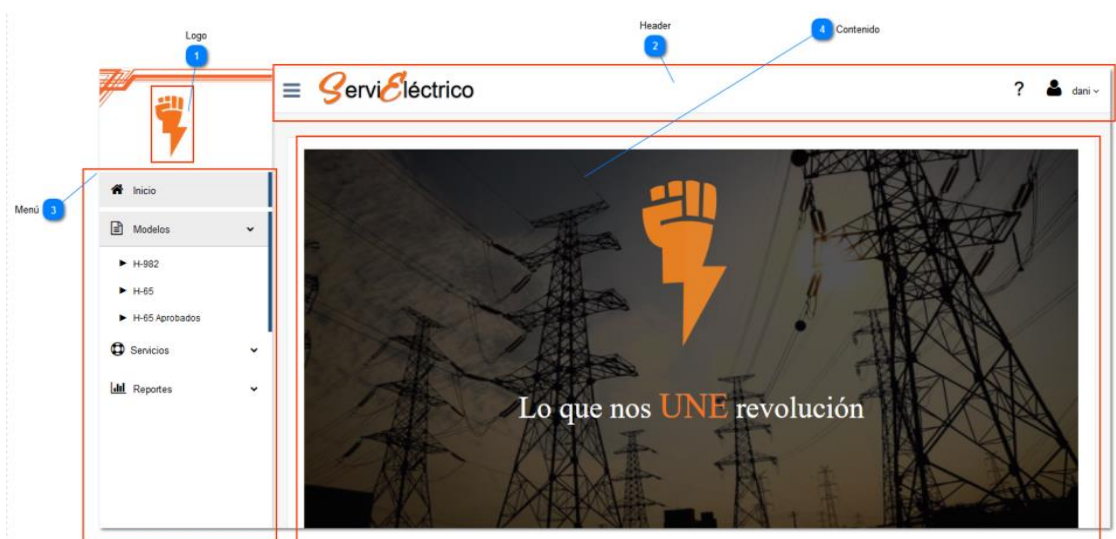 Logo
1
Header
2
4 Contenido
ServiEléctrico
? dani
Menú 3
Inicio
Modelos
H-982
H-65
H-65 Aprobados
Servicios
Reportes
Lo que nos UNE revolución